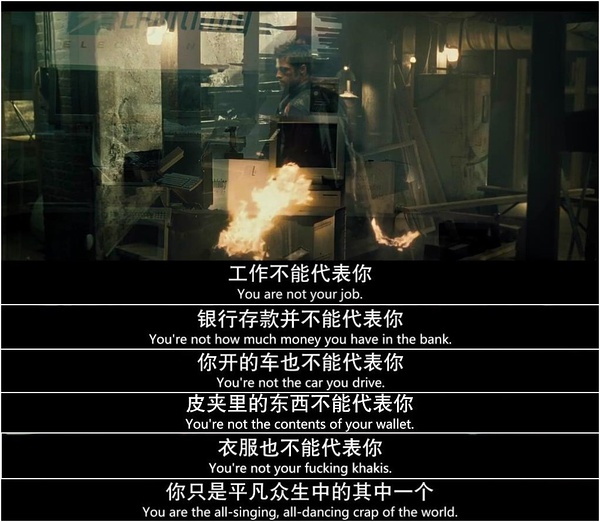 工作不能代表你
You are not your job.
银行存款并不能代表你
You're not how much money you have in the bank.
你开的车也不能代表你
You're not the car you drive.
皮夹里的东西不能代表你
You're not the contents of your wallet.
衣服也不能代表你
You're not your fucking khakis.
你只是平凡众生中的其中一个
You are the all-singing, all-dancing crap of the world.